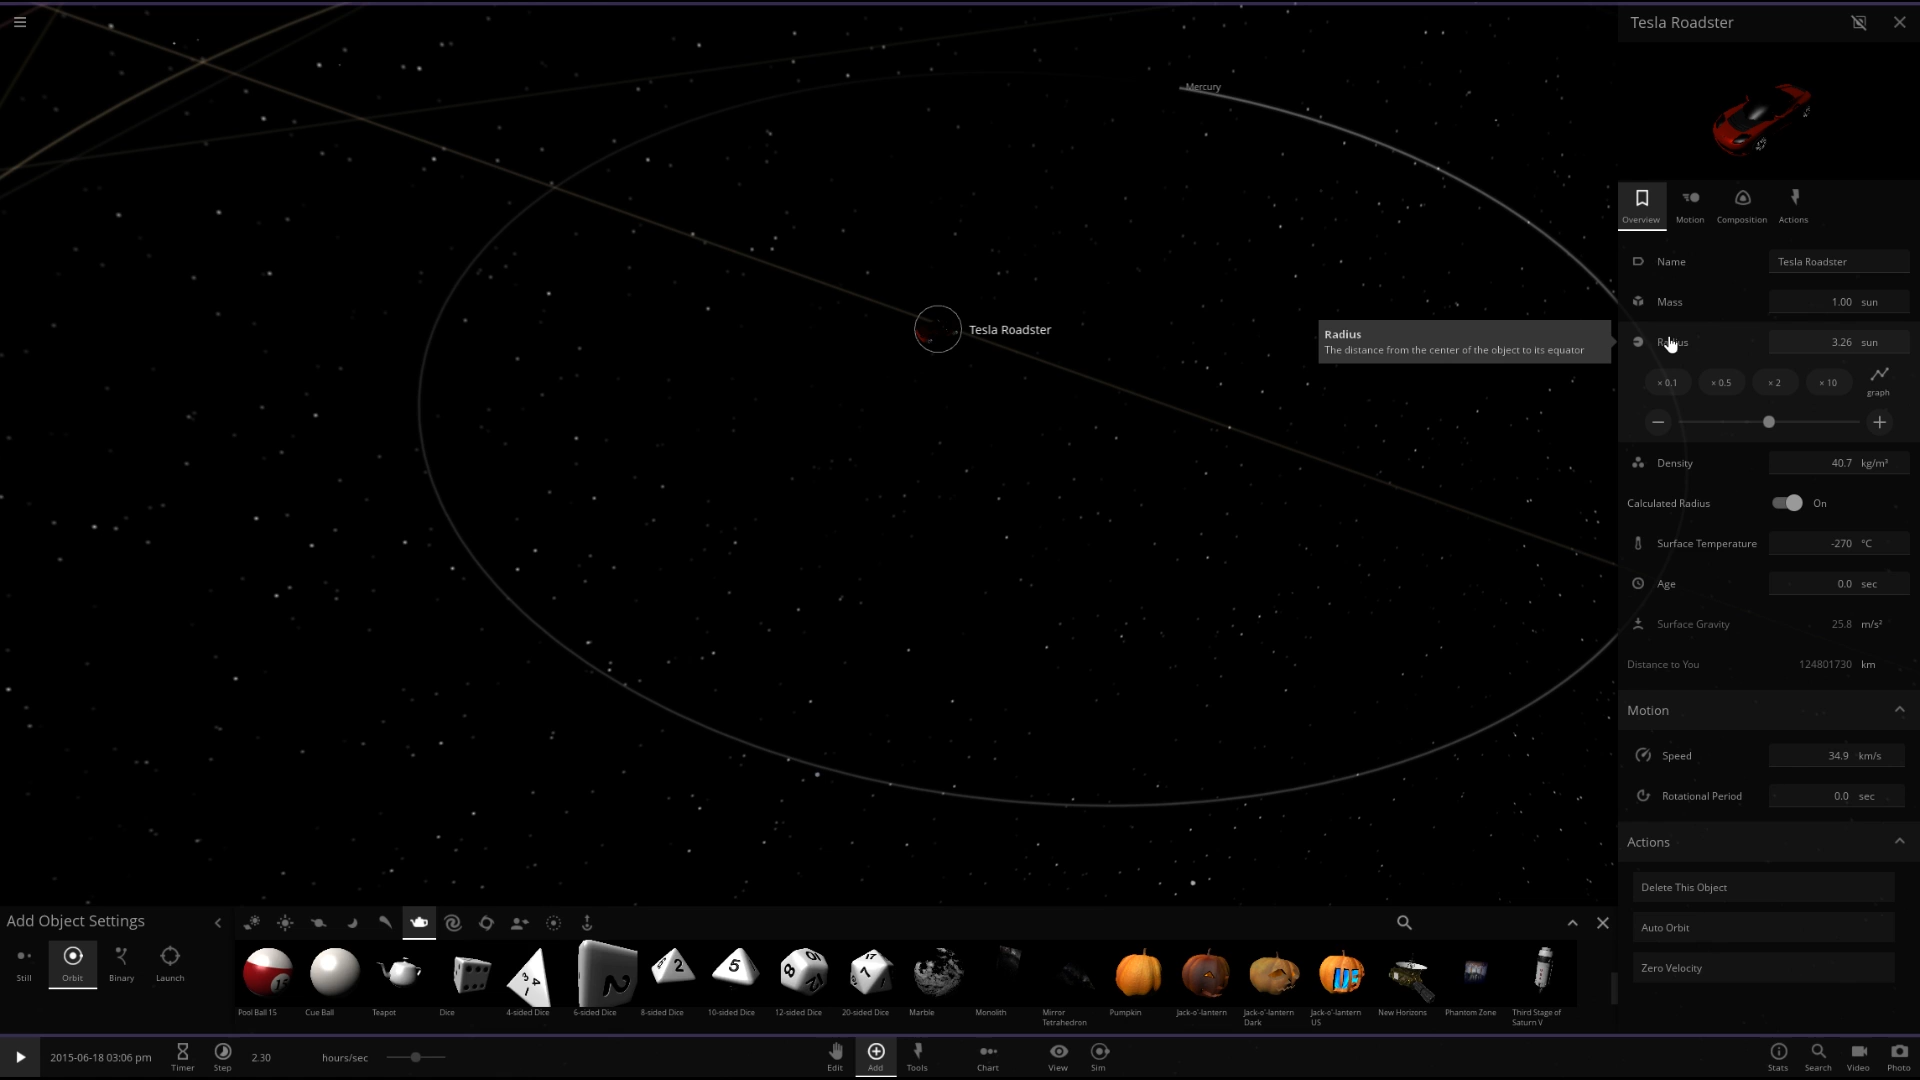 Tesla Roadster
Mercury
Overview
Motion
Composition
Actions
Name
Tesla Roadster
Mass
1.00 sun
Tesla Roadster
Radius
The distance from the center of the object to its equator
Radius
3.26 sun
× 0.1
× 0.5
× 2
× 10
graph
Density
40.7 kg/m³
Calculated Radius
On
Surface Temperature
-270 °C
Age
0.0 sec
Surface Gravity
25.8 m/s²
Distance to You
124801730 km
Motion
Speed
34.9 km/s
Rotational Period
0.0 sec
Actions
Delete This Object
Auto Orbit
Zero Velocity
Add Object Settings
Still
Orbit
Binary
Launch
Pool Ball 15
Cue Ball
Teapot
Dice
4-sided Dice
6-sided Dice
8-sided Dice
10-sided Dice
12-sided Dice
20-sided Dice
Marble
Monolith
Mirror
Tetrahedron
Pumpkin
Jack-o'-lantern
Jack-o'-lantern
Dark
Jack-o'-lantern
US
New Horizons
Phantom Zone
Third Stage of
Saturn V
2015-06-18 03:06 pm
Timer
Step
2.30
hours/sec
Edit
Add
Tools
Chart
View
Sim
Stats
Search
Video
Photo